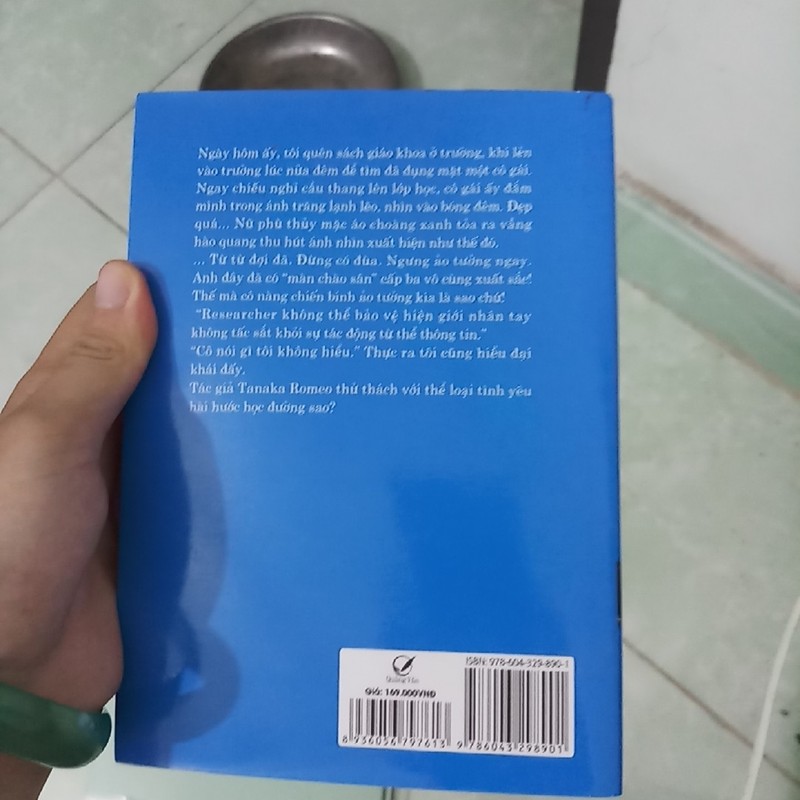 Ngày hôm ấy, tôi quên sách giáo khoa ở trường, khi lẻn
vào trường lúc nửa đêm để tìm đã đụng mặt một cô gái.
Ngay chiếu nghỉ cầu thang lên lớp học, cô gái ấy đắm
mình trong ánh trăng lạnh lẽo, nhìn vào bóng đêm. Đẹp
quá... Nữ phù thủy mặc áo choàng xanh tỏa ra vầng
hào quang thu hút ánh nhìn xuất hiện như thế đó.
... Từ từ đợi đã. Đừng có đùa. Ngưng ảo tưởng ngay.
Anh đây đã có "màn chào sân" cấp ba vô cùng xuất sắc!
Thế mà cô nàng chiến binh ảo tưởng kia là sao chứ!
"Researcher không thể bảo vệ hiện giới nhân tay
không tấc sắt khỏi sự tác động từ thể thông tin."
"Cô nói gì tôi không hiểu." Thực ra tôi cũng hiểu đại
khái đấy.
Tác giả Tanaka Romeo thử thách với thể loại tình yêu
hài hước học đường sao?
Quảng Văn
Giá: 169.000VNĐ
8 936056 797613
ISBN: 978-604-329-890-1
9 786043 298901